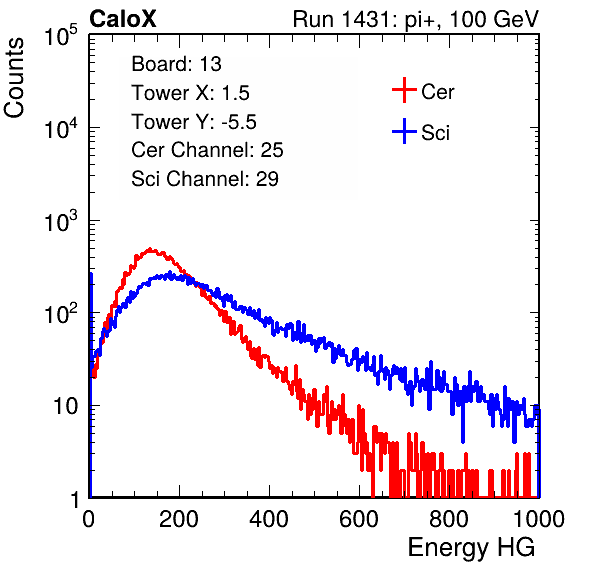 CaloX Run 1431: pi+, 100 GeV
Counts
Board: 13
Tower X: 1.5
Tower Y: -5.5
Cer Channel: 25
Sci Channel: 29
Cer
Sci
10^5
10^4
10^3
10^2
10
1
0 200 400 600 800 1000
Energy HG